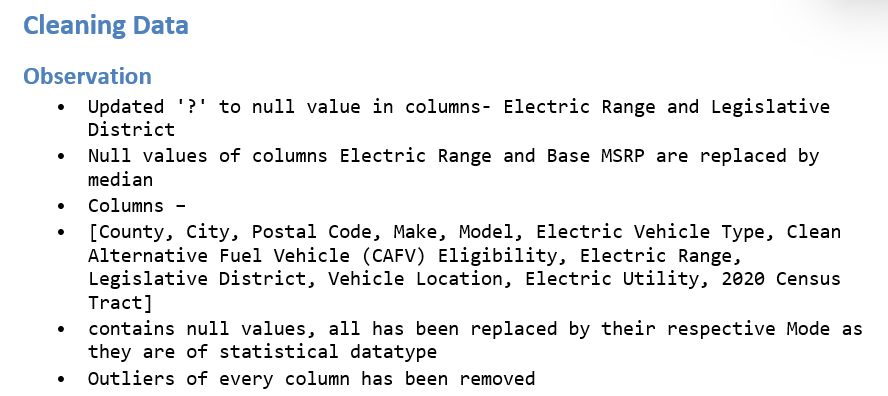 Cleaning Data
Observation
• Updated '?' to null value in columns- Electric Range and Legislative
District
• Null values of columns Electric Range and Base MSRP are replaced by
median
• Columns –
• [County, City, Postal Code, Make, Model, Electric Vehicle Type, Clean
Alternative Fuel Vehicle (CAFV) Eligibility, Electric Range,
Legislative District, Vehicle Location, Electric Utility, 2020 Census
Tract]
• contains null values, all has been replaced by their respective Mode as
they are of statistical datatype
• Outliers of every column has been removed